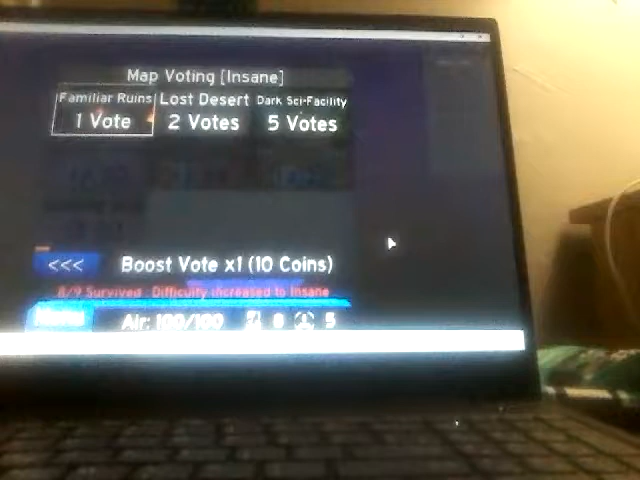 Map Voting [Insane]
Familiar Ruins Lost Desert Dark Sci-Facility
1 Vote 2 Votes 5 Votes
<<< Boost Vote x1 (10 Coins)
8/9 Survived : Difficulty increased to Insane
Air: 100/100 0 5